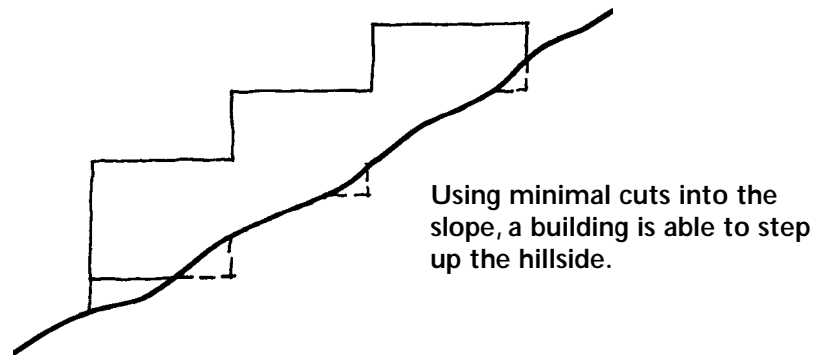 Using minimal cuts into the
slope, a building is able to step
up the hillside.